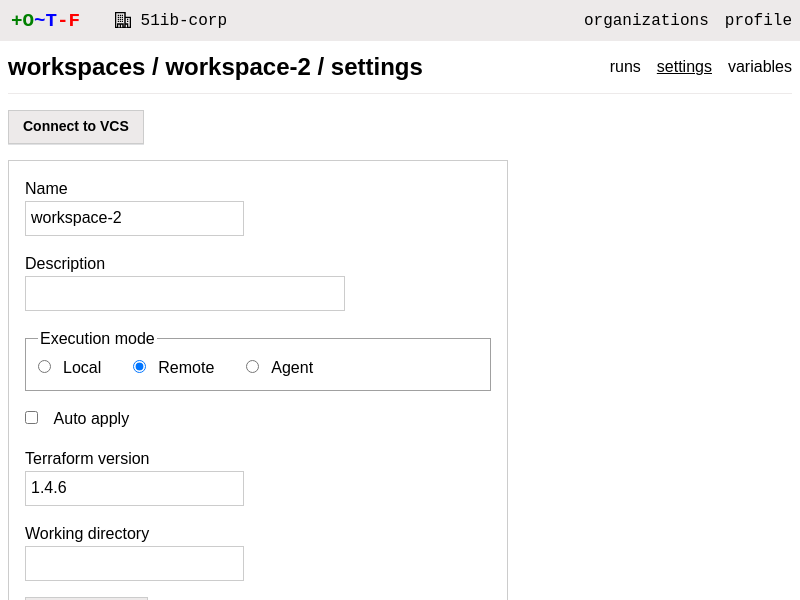 +O~T-F 51ib-corp organizations profile
workspaces / workspace-2 / settings runs settings variables
Connect to VCS
Name
workspace-2
Description
Execution mode
Local Remote Agent
Auto apply
Terraform version
1.4.6
Working directory